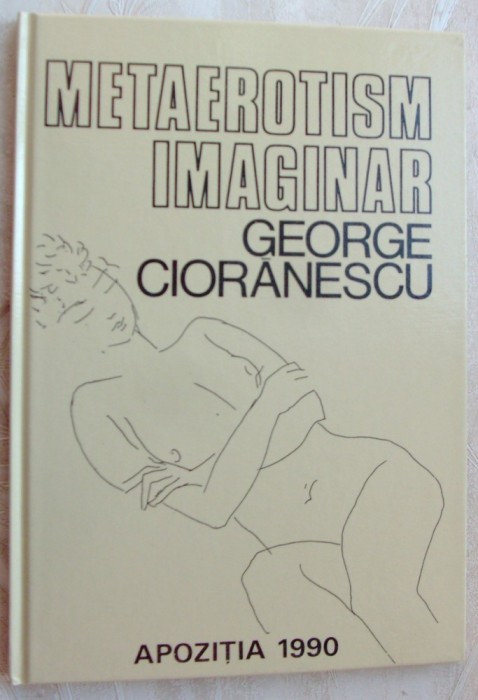 METAEROTISM
IMAGINAR
GEORGE
CIORĂNESCU
APOZIȚIA 1990